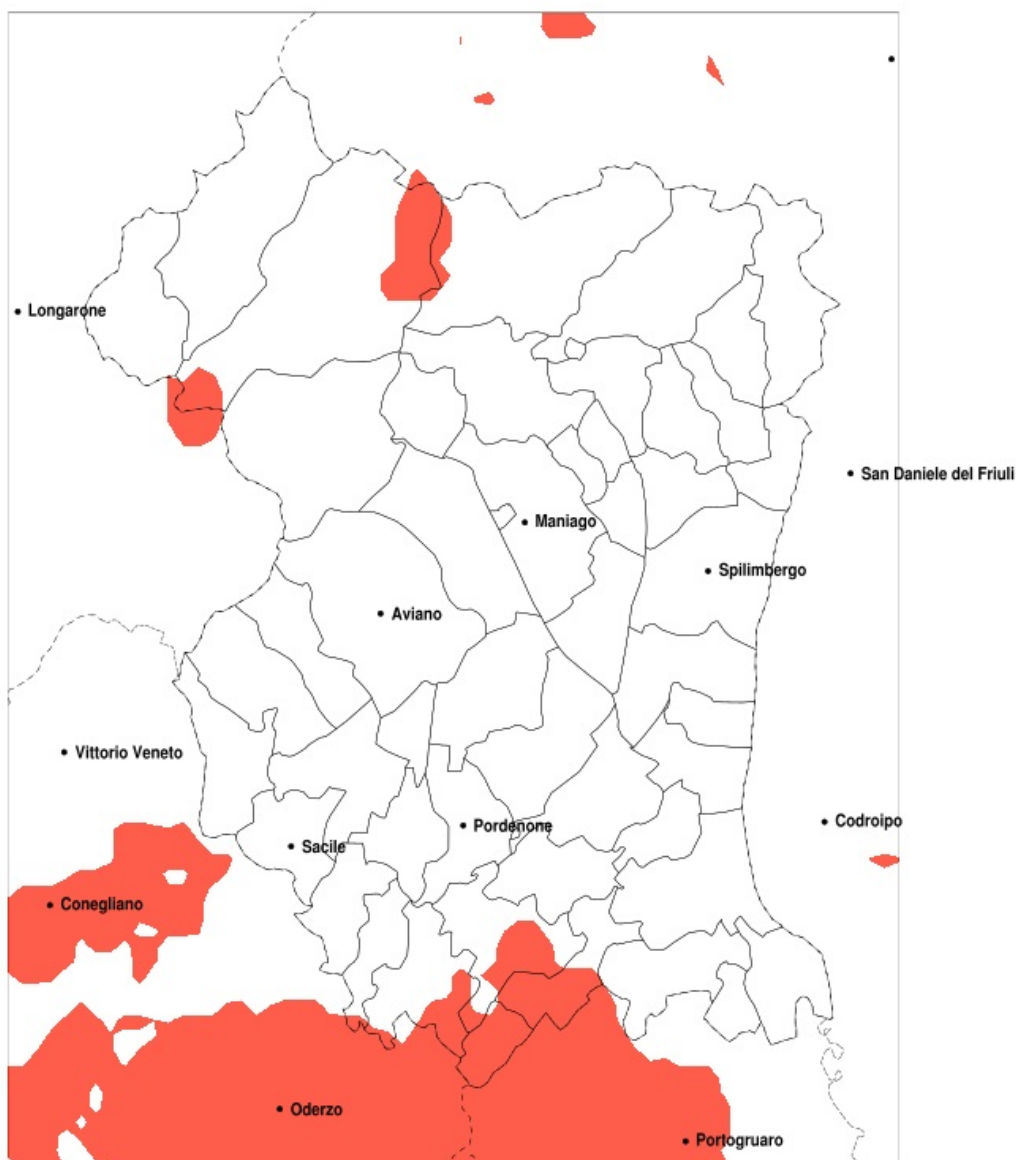 Longarone
San Daniele del Friuli
Maniago
Spilimbergo
Aviano
Vittorio Veneto
Codroipo
Pordenone
Sacile
Conegliano
Oderzo
Portogruaro